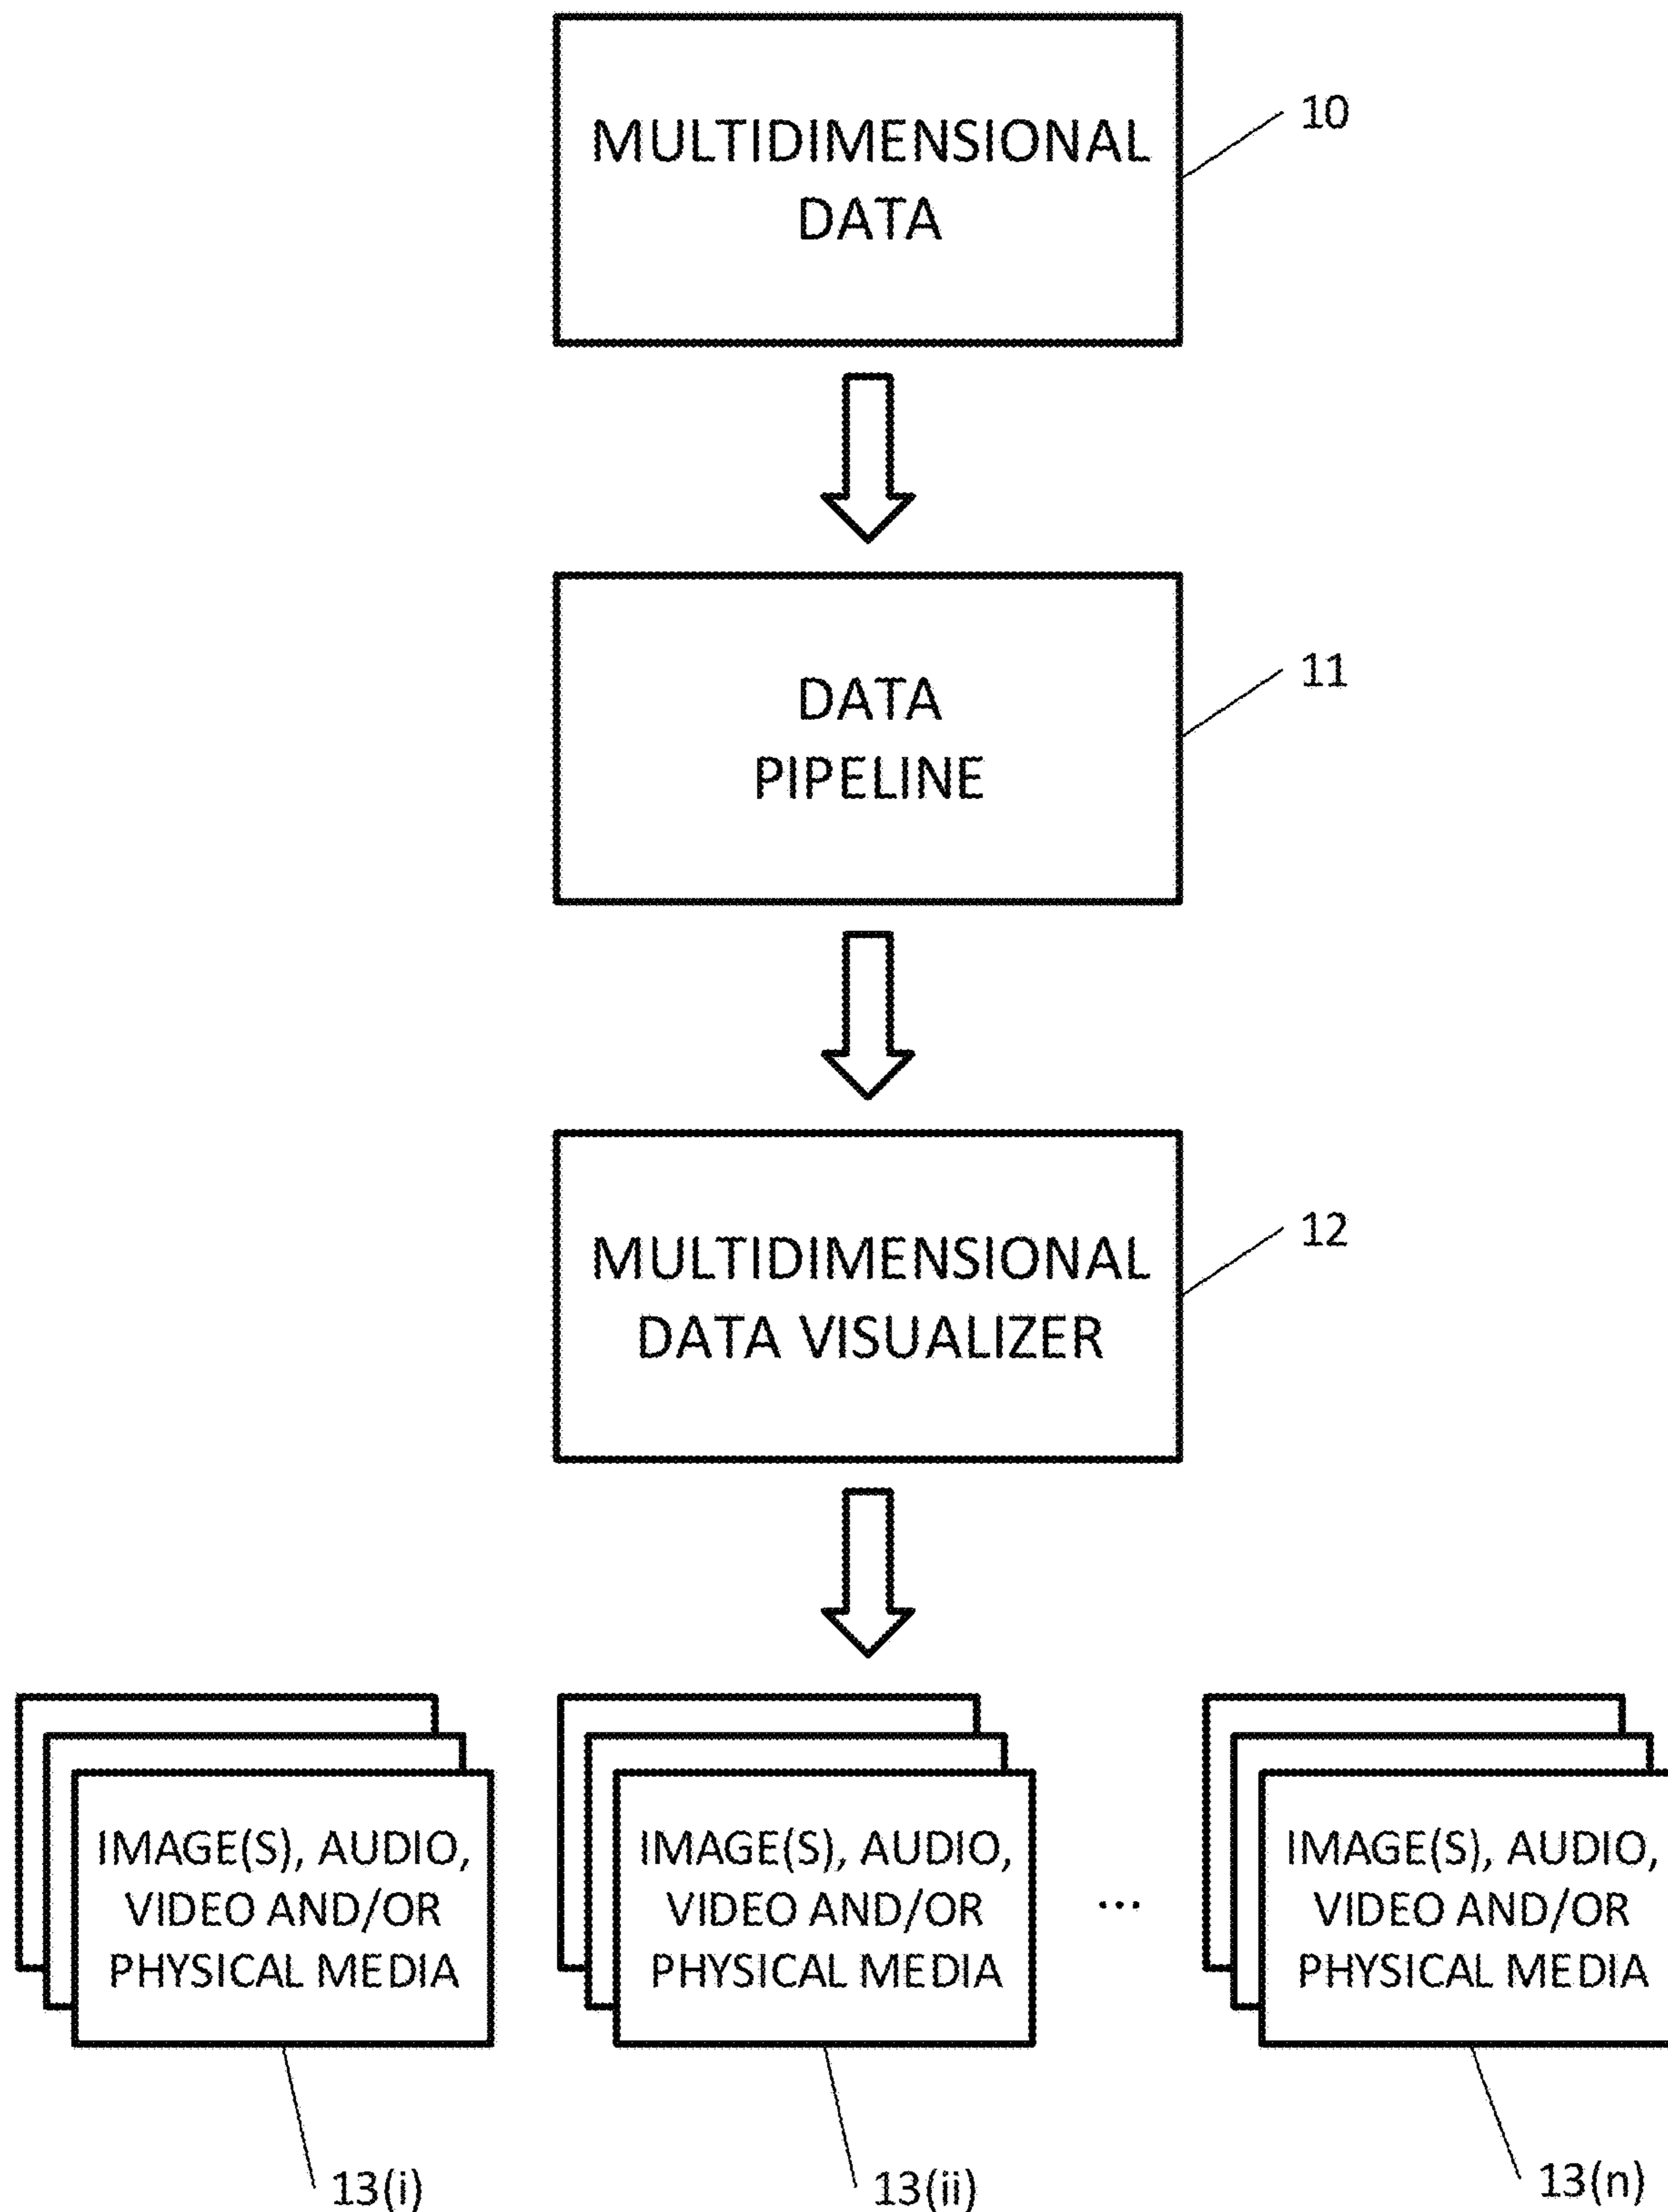 MULTIDIMENSIONAL
DATA
10
DATA
PIPELINE
11
MULTIDIMENSIONAL
DATA VISUALIZER
12
IMAGE(S), AUDIO,
VIDEO AND/OR
PHYSICAL MEDIA
IMAGE(S), AUDIO,
VIDEO AND/OR
PHYSICAL MEDIA
...
IMAGE(S), AUDIO,
VIDEO AND/OR
PHYSICAL MEDIA
13(i)
13(ii)
13(n)